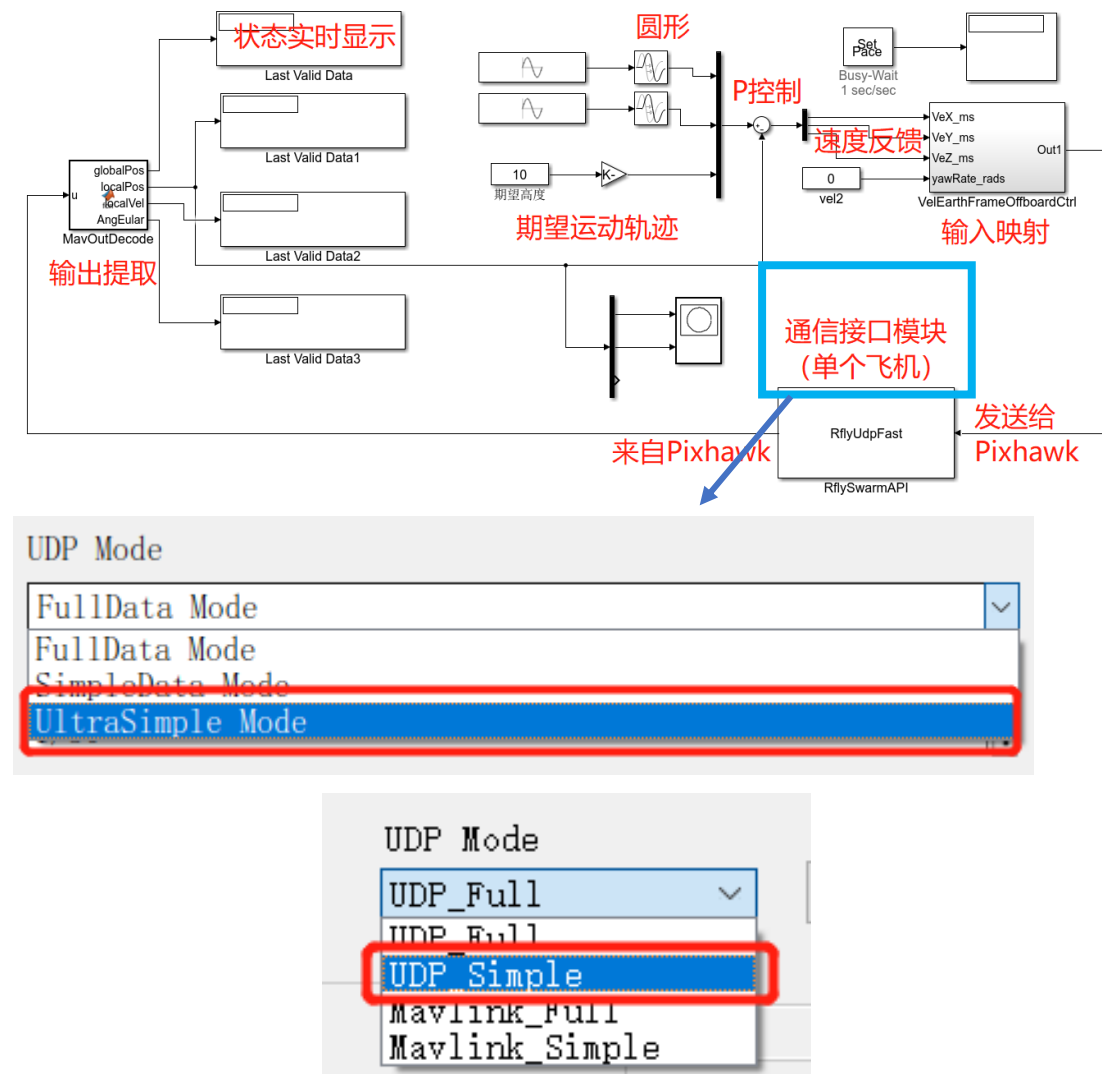 状态实时显示
Last Valid Data
Last Valid Data1
globalPos
localPos
localVel
AngEular
u
MavOutDecode
输出提取
Last Valid Data2
Last Valid Data3
圆形
10
K-
期望高度
期望运动轨迹
P控制
Set
Pace
Busy-Wait
1 sec/sec
速度反馈
0
vel2
VeX_ms
VeY_ms
VeZ_ms
yawRate_rads
Out1
VelEarthFrameOffboardCtrl
输入映射
通信接口模块
（单个飞机）
RflyUdpFast
RflySwarmAPI
来自Pixhawk
发送给
Pixhawk
UDP Mode
FullData Mode
FullData Mode
SimpleData Mode
UltraSimple Mode
UDP Mode
UDP_Full
UDP_Full
UDP_Simple
Mavlink_Full
Mavlink_Simple